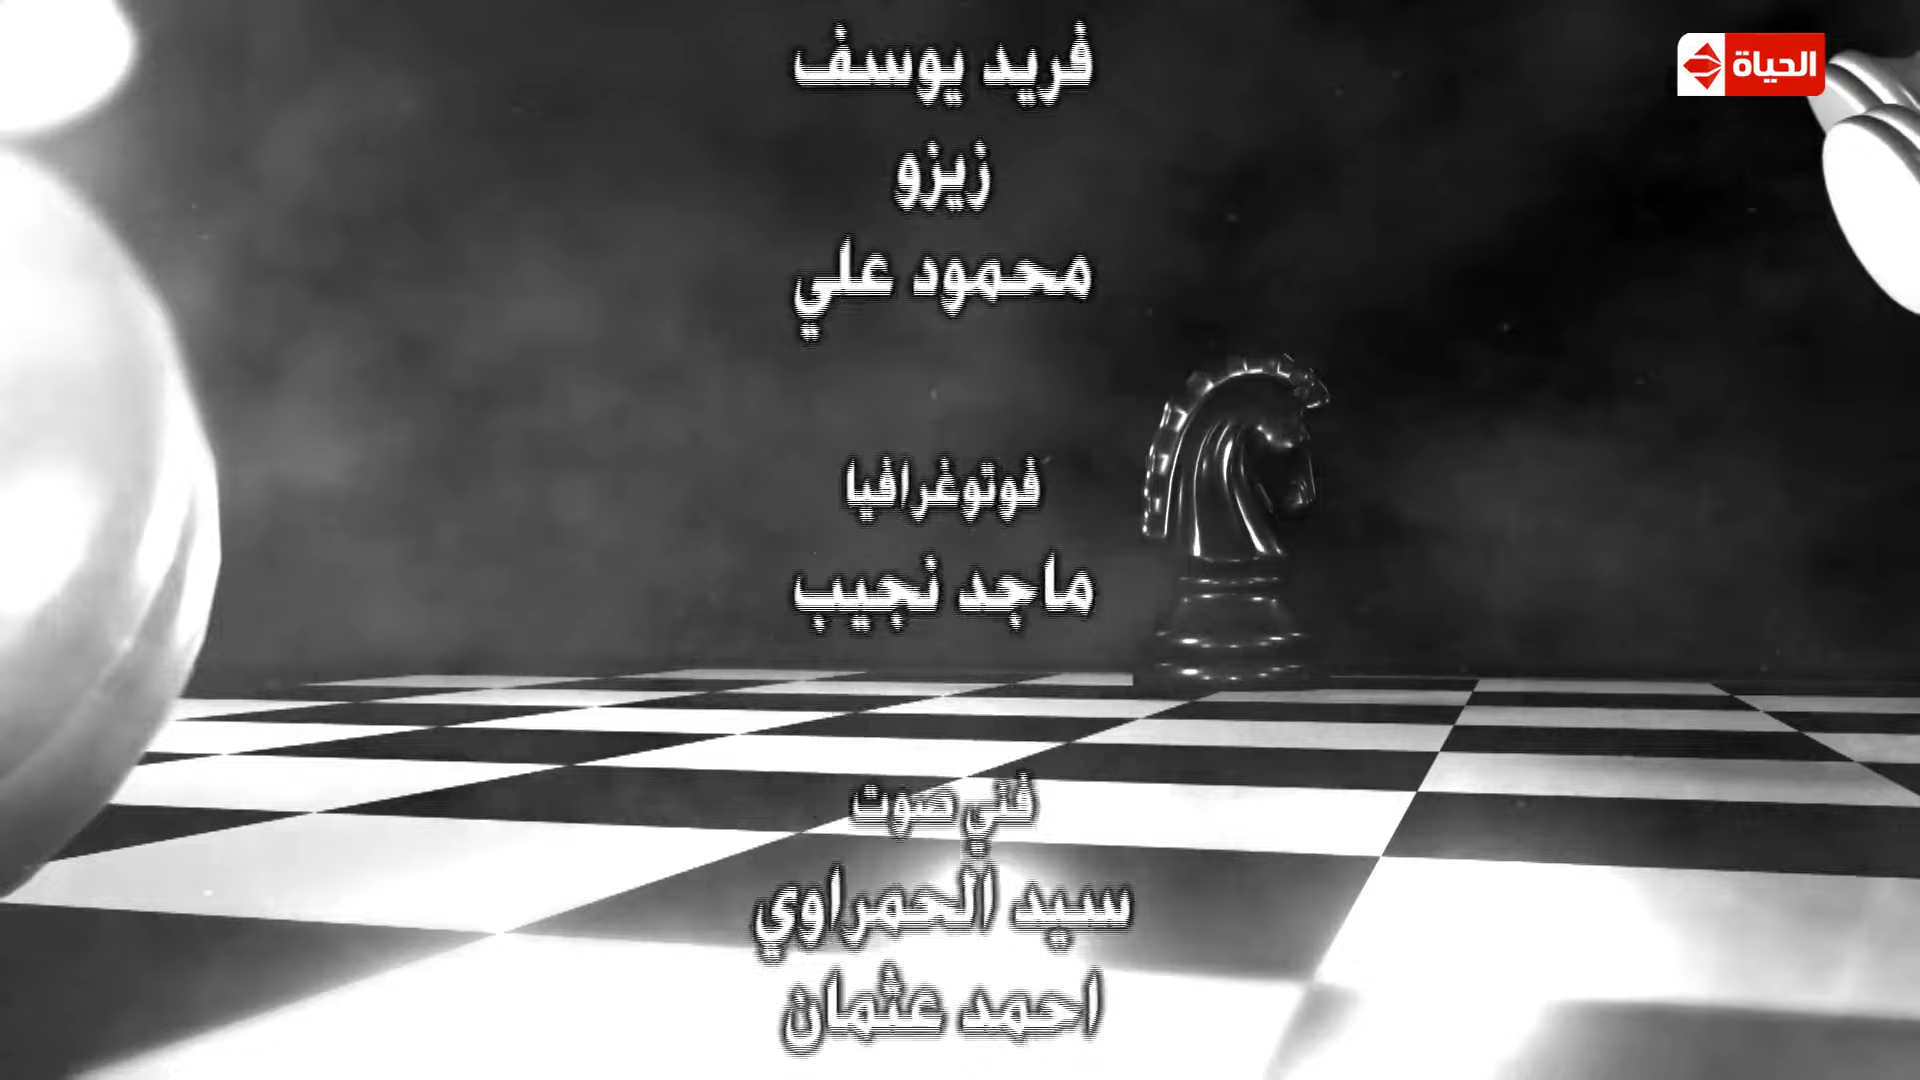 الحياة
فريد يوسف
زيزو
محمود علي
فوتوغرافيا
ماجد نجيب
فني صوت
سيد الحمراوي
احمد عثمان